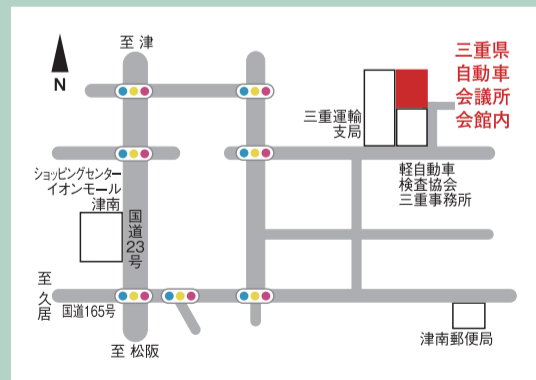 至 津
N
三重県
自動車
会議所
会館内
三重運輸
支局
軽自動車
検査協会
三重事務所
ショッピングセンター
イオンモール
津南
国道23号
至久居
国道165号
至 松阪
津南郵便局